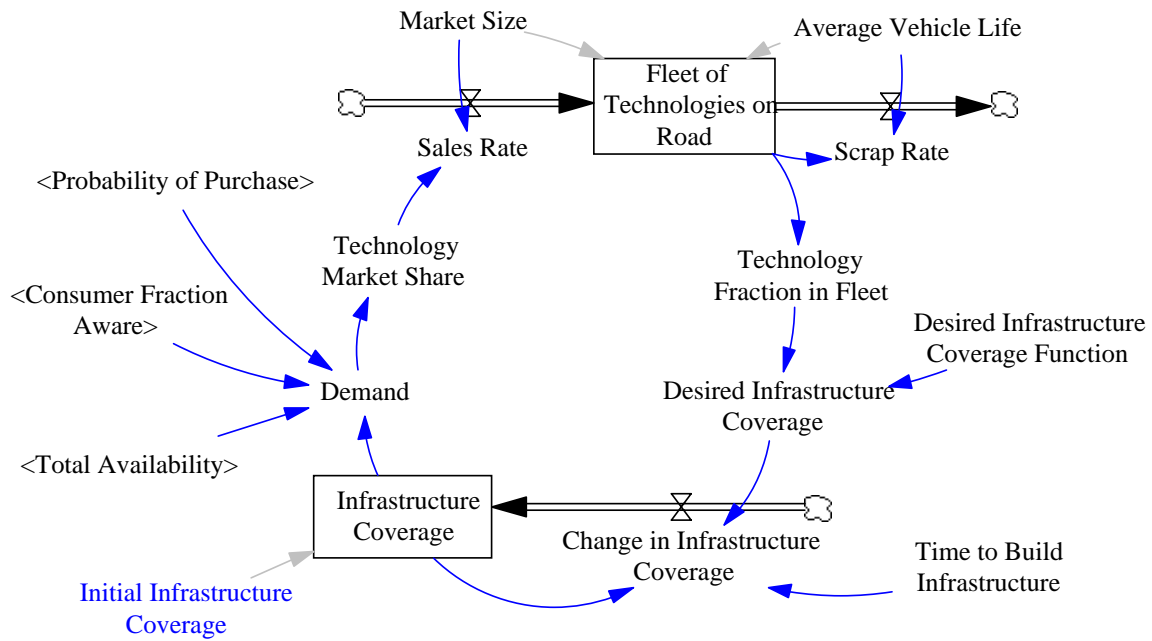 Market Size
Average Vehicle Life
Fleet of
Technologies on
Road
Sales Rate
Scrap Rate
<Probability of Purchase>
Technology
Market Share
Technology
Fraction in Fleet
<Consumer Fraction
Aware>
Desired Infrastructure
Coverage Function
Demand
Desired Infrastructure
Coverage
<Total Availability>
Infrastructure
Coverage
Change in Infrastructure
Coverage
Time to Build
Infrastructure
Initial Infrastructure
Coverage